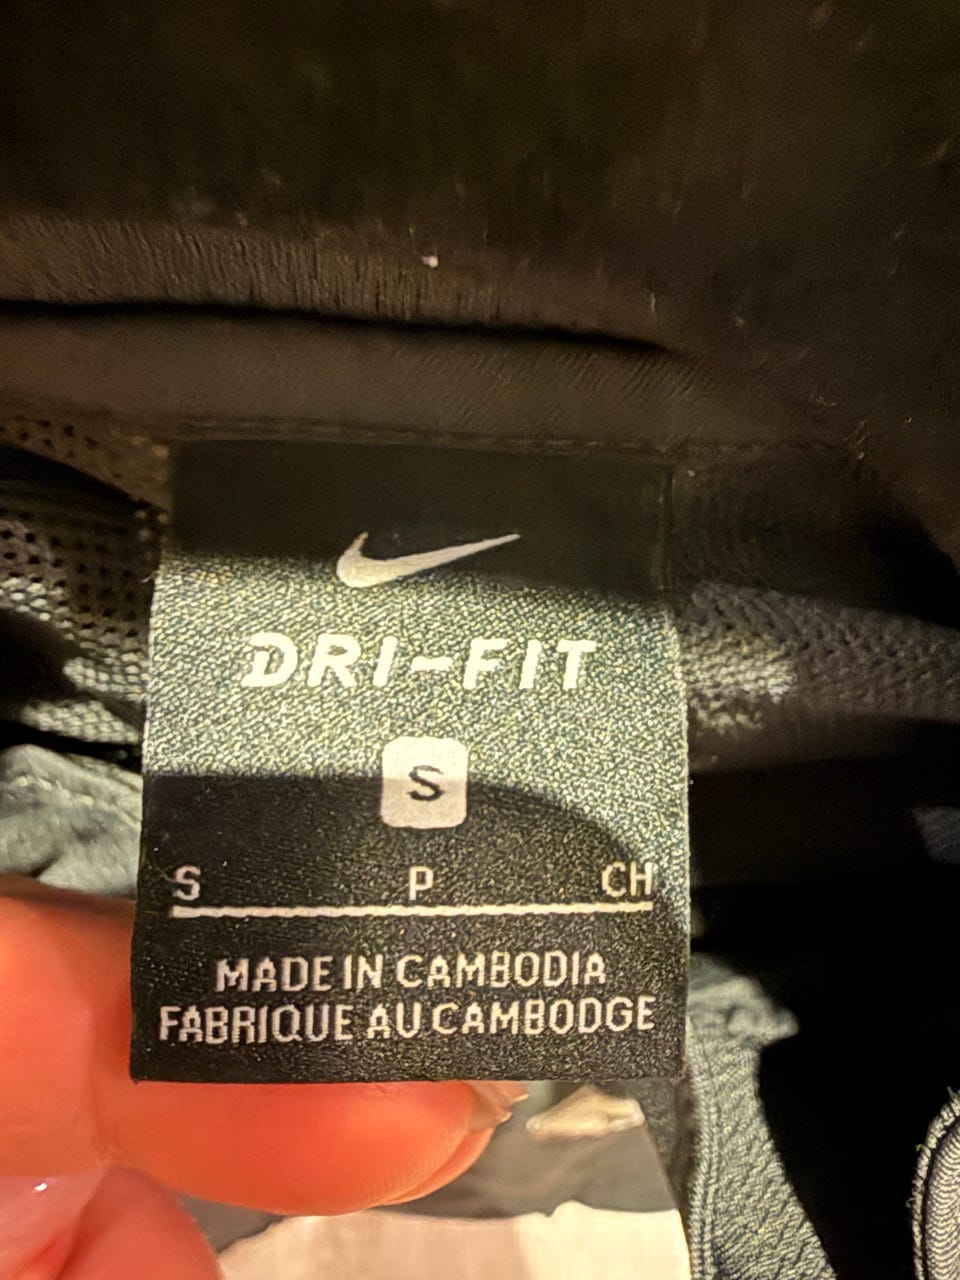 DRI-FIT
S
S P CH
MADE IN CAMBODIA
FABRIQUE AU CAMBODGE